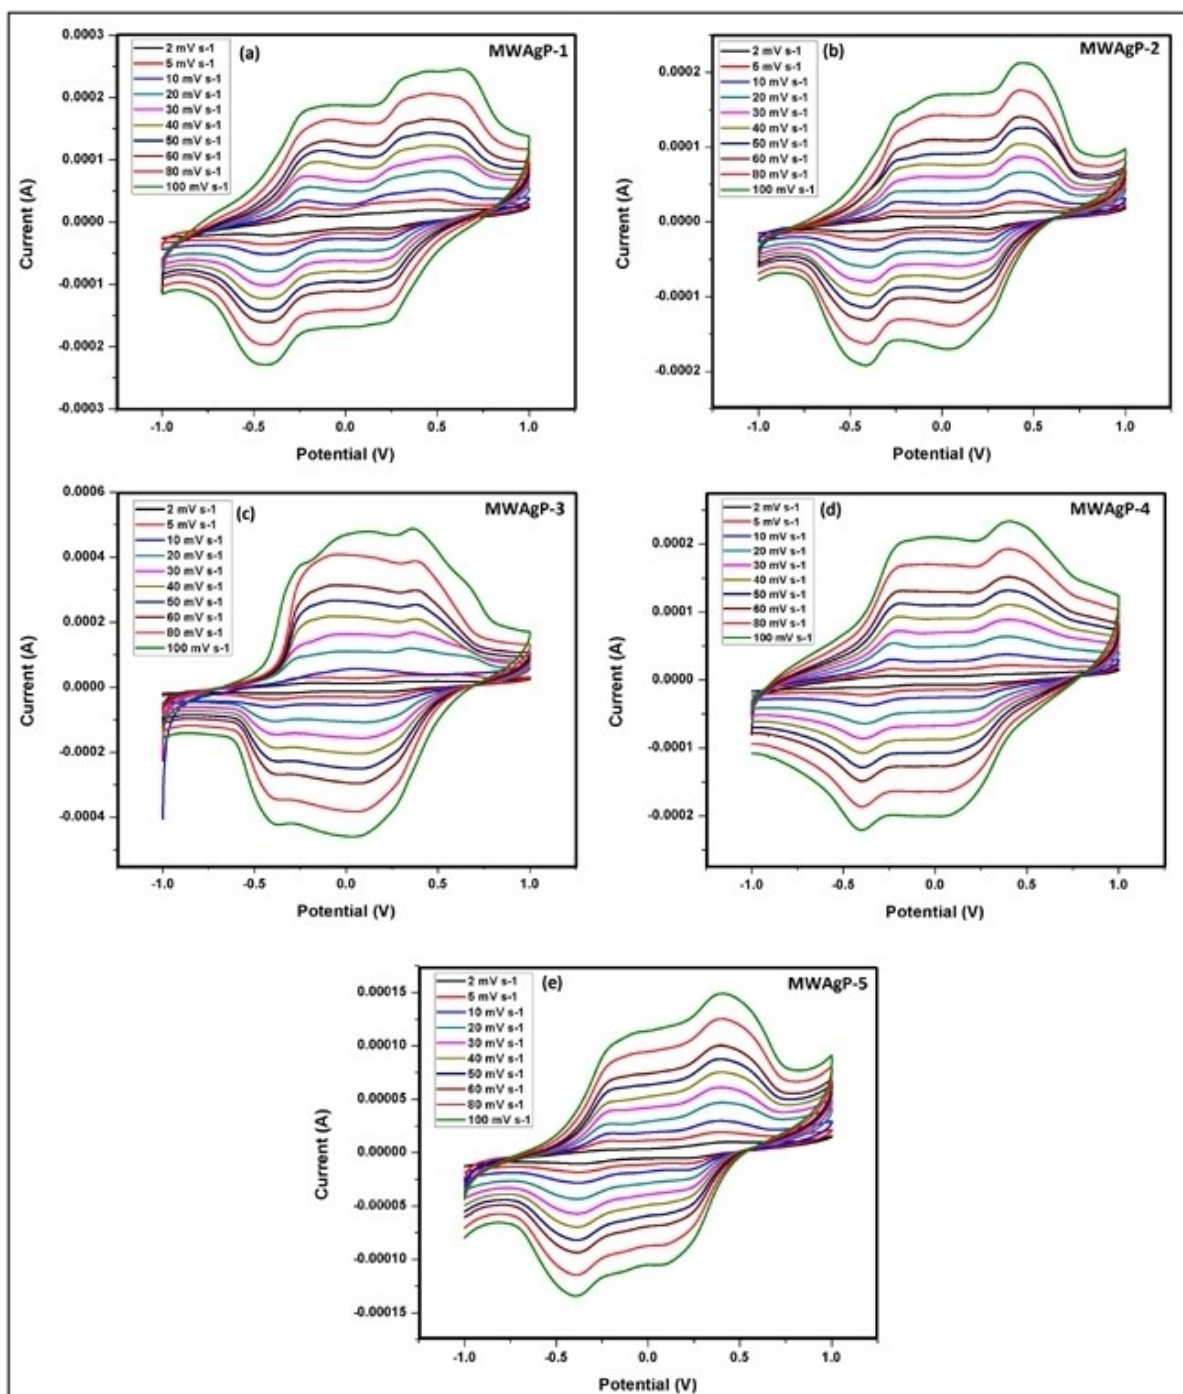 (a)
MWAgP-1
2 mV s-1
5 mV s-1
10 mV s-1
20 mV s-1
30 mV s-1
40 mV s-1
50 mV s-1
60 mV s-1
80 mV s-1
100 mV s-1
0.0003
0.0002
0.0001
0.0000
-0.0001
-0.0002
-0.0003
Current (A)
-1.0
-0.5
0.0
0.5
1.0
Potential (V)
(b)
MWAgP-2
2 mV s-1
5 mV s-1
10 mV s-1
20 mV s-1
30 mV s-1
40 mV s-1
50 mV s-1
60 mV s-1
80 mV s-1
100 mV s-1
0.0002
0.0001
0.0000
-0.0001
-0.0002
Current (A)
-1.0
-0.5
0.0
0.5
1.0
Potential (V)
(c)
MWAgP-3
2 mV s-1
5 mV s-1
10 mV s-1
20 mV s-1
30 mV s-1
40 mV s-1
50 mV s-1
60 mV s-1
80 mV s-1
100 mV s-1
0.0006
0.0004
0.0002
0.0000
-0.0002
-0.0004
Current (A)
-1.0
-0.5
0.0
0.5
1.0
Potential (V)
(d)
MWAgP-4
2 mV s-1
5 mV s-1
10 mV s-1
20 mV s-1
30 mV s-1
40 mV s-1
50 mV s-1
60 mV s-1
80 mV s-1
100 mV s-1
0.0002
0.0001
0.0000
-0.0001
-0.0002
Current (A)
-1.0
-0.5
0.0
0.5
1.0
Potential (V)
(e)
MWAgP-5
2 mV s-1
5 mV s-1
10 mV s-1
20 mV s-1
30 mV s-1
40 mV s-1
50 mV s-1
60 mV s-1
80 mV s-1
100 mV s-1
0.00015
0.00010
0.00005
0.00000
-0.00005
-0.00010
-0.00015
Current (A)
-1.0
-0.5
0.0
0.5
1.0
Potential (V)